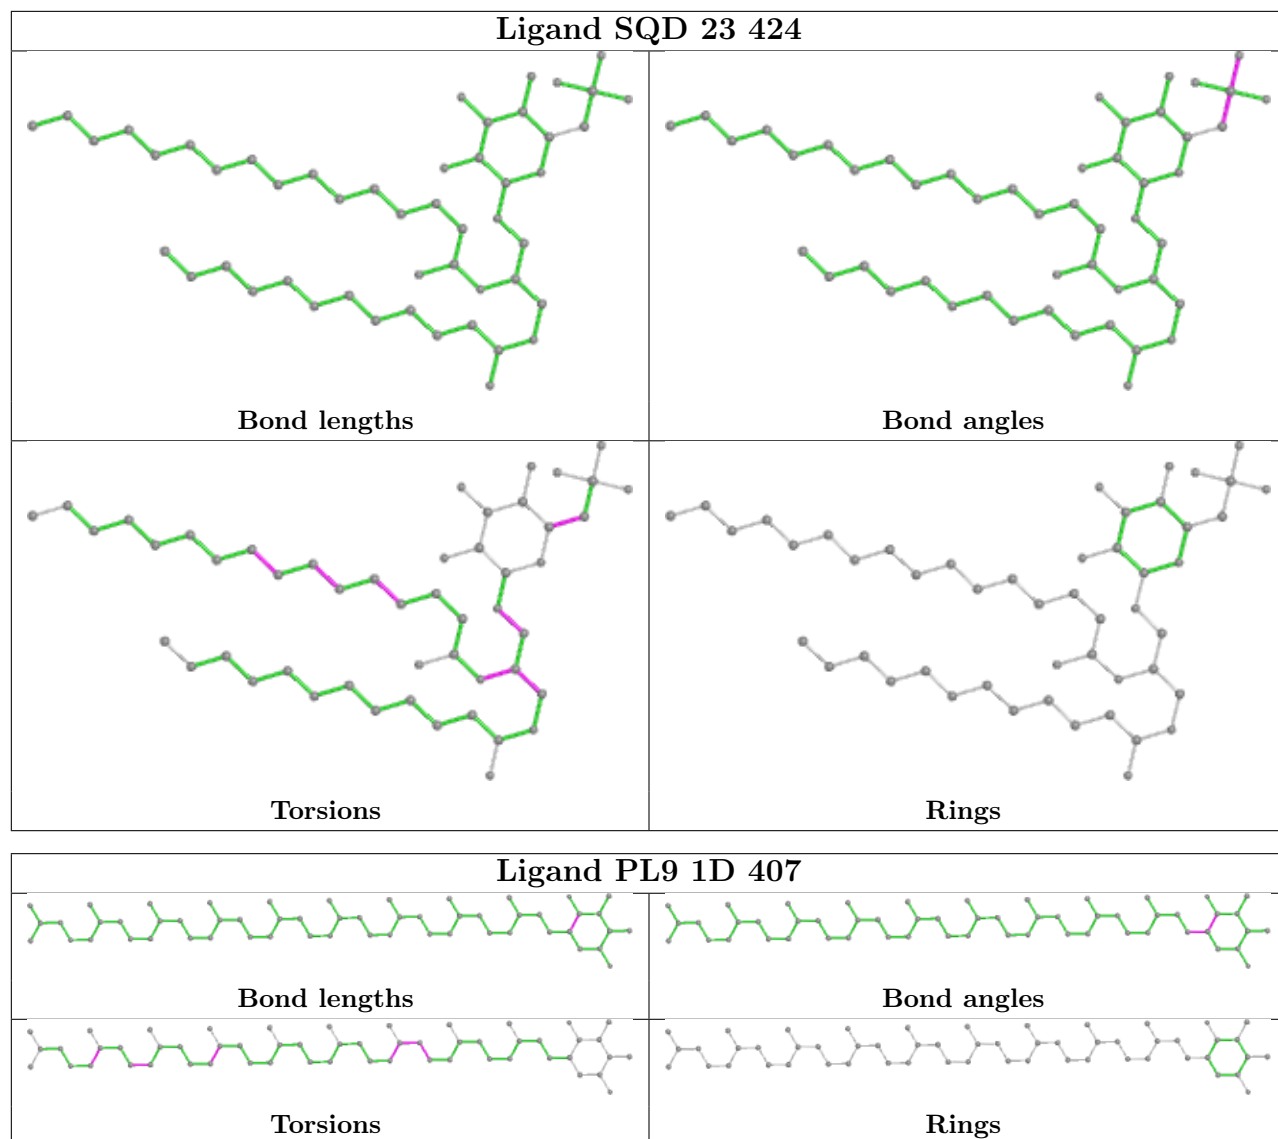 Ligand SQD 23 424
Bond lengths
Bond angles
Torsions
Rings
Ligand PL9 1D 407
Bond lengths
Bond angles
Torsions
Rings